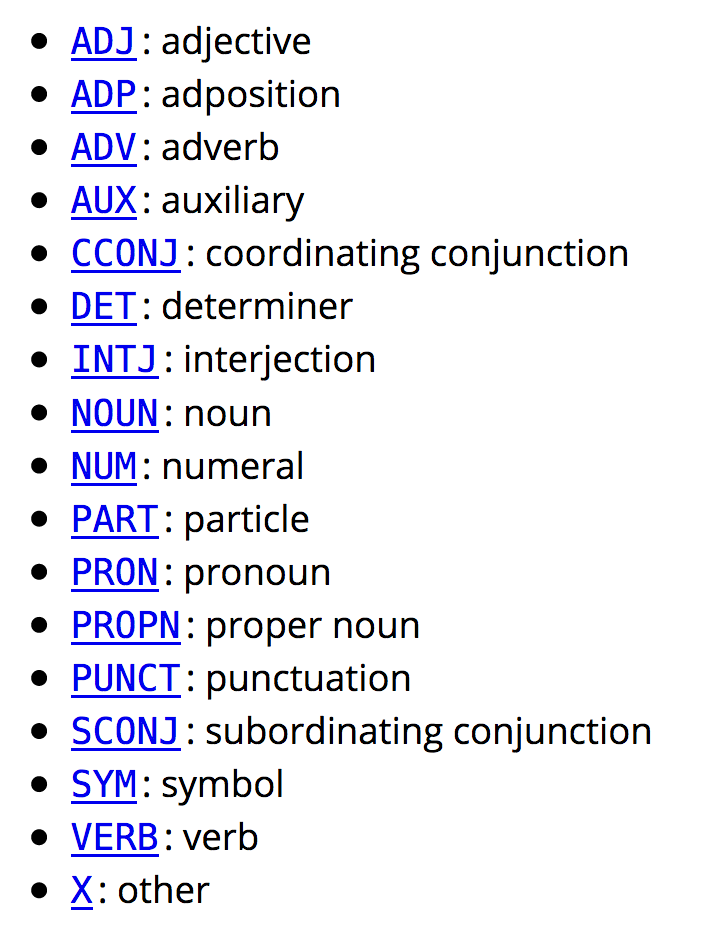 • ADJ: adjective
• ADP: adposition
• ADV: adverb
• AUX: auxiliary
• CCONJ: coordinating conjunction
• DET: determiner
• INTJ: interjection
• NOUN: noun
• NUM: numeral
• PART: particle
• PRON: pronoun
• PROPN: proper noun
• PUNCT: punctuation
• SCONJ: subordinating conjunction
• SYM: symbol
• VERB: verb
• X: other